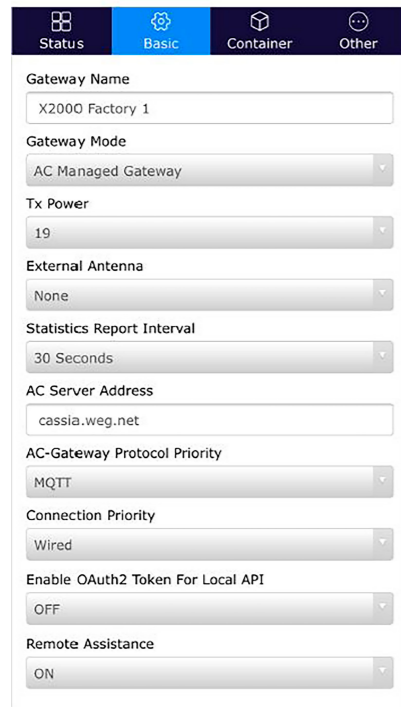 Status Basic Container Other
Gateway Name
X2000 Factory 1
Gateway Mode
AC Managed Gateway
Tx Power
19
External Antenna
None
Statistics Report Interval
30 Seconds
AC Server Address
cassia.weg.net
AC-Gateway Protocol Priority
MQTT
Connection Priority
Wired
Enable OAuth2 Token For Local API
OFF
Remote Assistance
ON